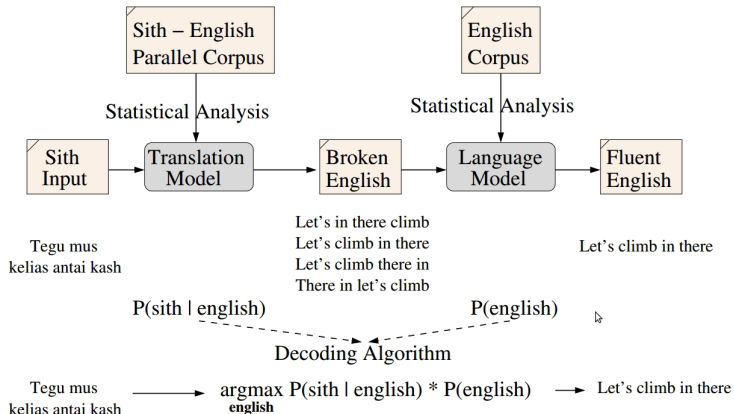 Sith – English
Parallel Corpus
English
Corpus
Statistical Analysis
Statistical Analysis
Sith
Input
Translation
Model
Broken
English
Language
Model
Fluent
English
Tegu mus
kelias antai kash
Let's in there climb
Let's climb in there
Let's climb there in
There in let's climb
Let's climb in there
P(sith | english)
P(english)
Decoding Algorithm
Tegu mus
kelias antai kash
argmax P(sith | english) * P(english)
english
Let's climb in there